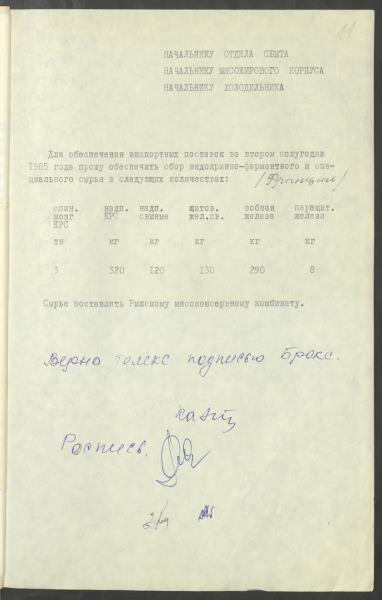 11
НАЧАЛЬНИКУ ОТДЕЛА СБЫТА
НАЧАЛЬНИКУ МЯСОЖИРОВОГО КОРПУСА
НАЧАЛЬНИКУ ХОЛОДИЛЬНИКА
Для обеспечения экспортных поставок во втором полугодии
1985 года прошу обеспечить сбор эндокринно-ферментного и спе-
циального сырья в следующих количествах: /Франция/
спин. надп. надп. щитов. зобная паращит.
мозг КРС свиные жел.св. железа железа
КРС
тн кг кг кг кг кг
3 320 120 130 290 8
Сырье поставлять Рижскому мясоконсервному комбинату.
Верно телекс подписью Брокс.
Роспись.